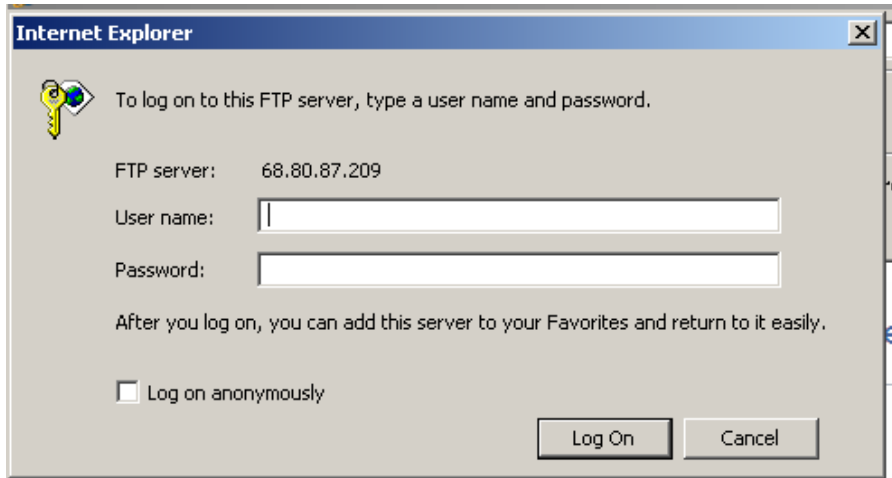 Internet Explorer
To log on to this FTP server, type a user name and password.
FTP server: 68.80.87.209
User name:
Password:
After you log on, you can add this server to your Favorites and return to it easily.
Log on anonymously
Log On Cancel